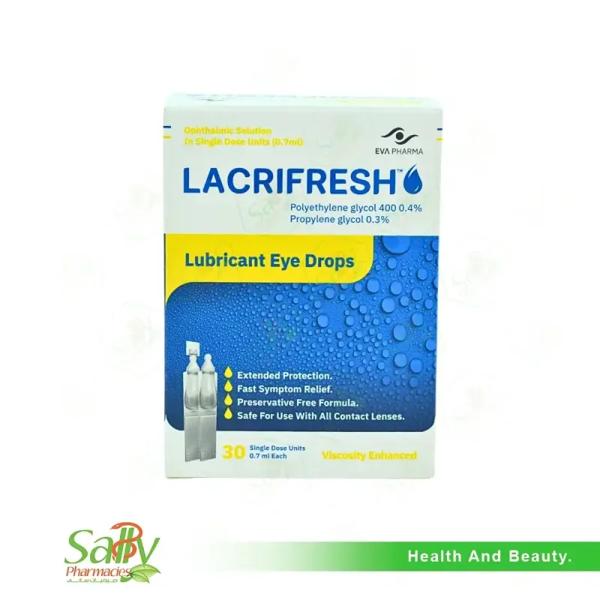 Ophthalmic Solution
In Single Dose Units (0.7ml)
EVA PHARMA
LACRIFRESH™
Polyethylene glycol 400 0.4%
Propylene glycol 0.3%
Lubricant Eye Drops
Extended Protection.
Fast Symptom Relief.
Preservative Free Formula.
Safe For Use With All Contact Lenses.
30 Single Dose Units
0.7 ml Each
Viscosity Enhanced
Sally
Pharmacies
Health And Beauty.